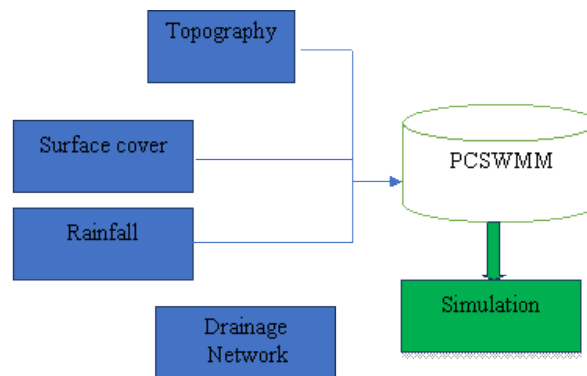 Topography
Surface cover
PCSWMM
Rainfall
Simulation
Drainage
Network